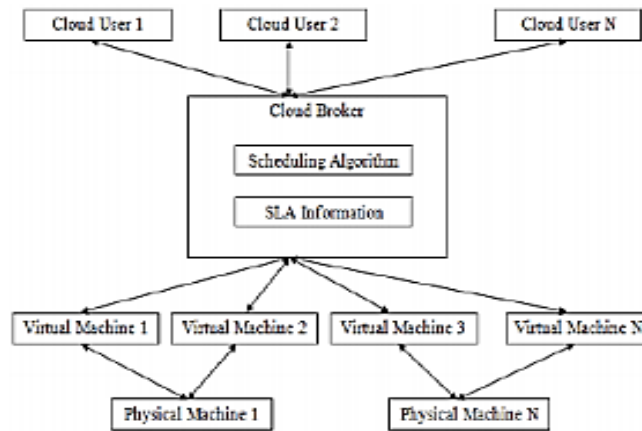 Cloud User 1
Cloud User 2
Cloud User N
Cloud Broker
Scheduling Algorithm
SLA Information
Virtual Machine 1
Virtual Machine 2
Virtual Machine 3
Virtual Machine N
Physical Machine 1
Physical Machine N